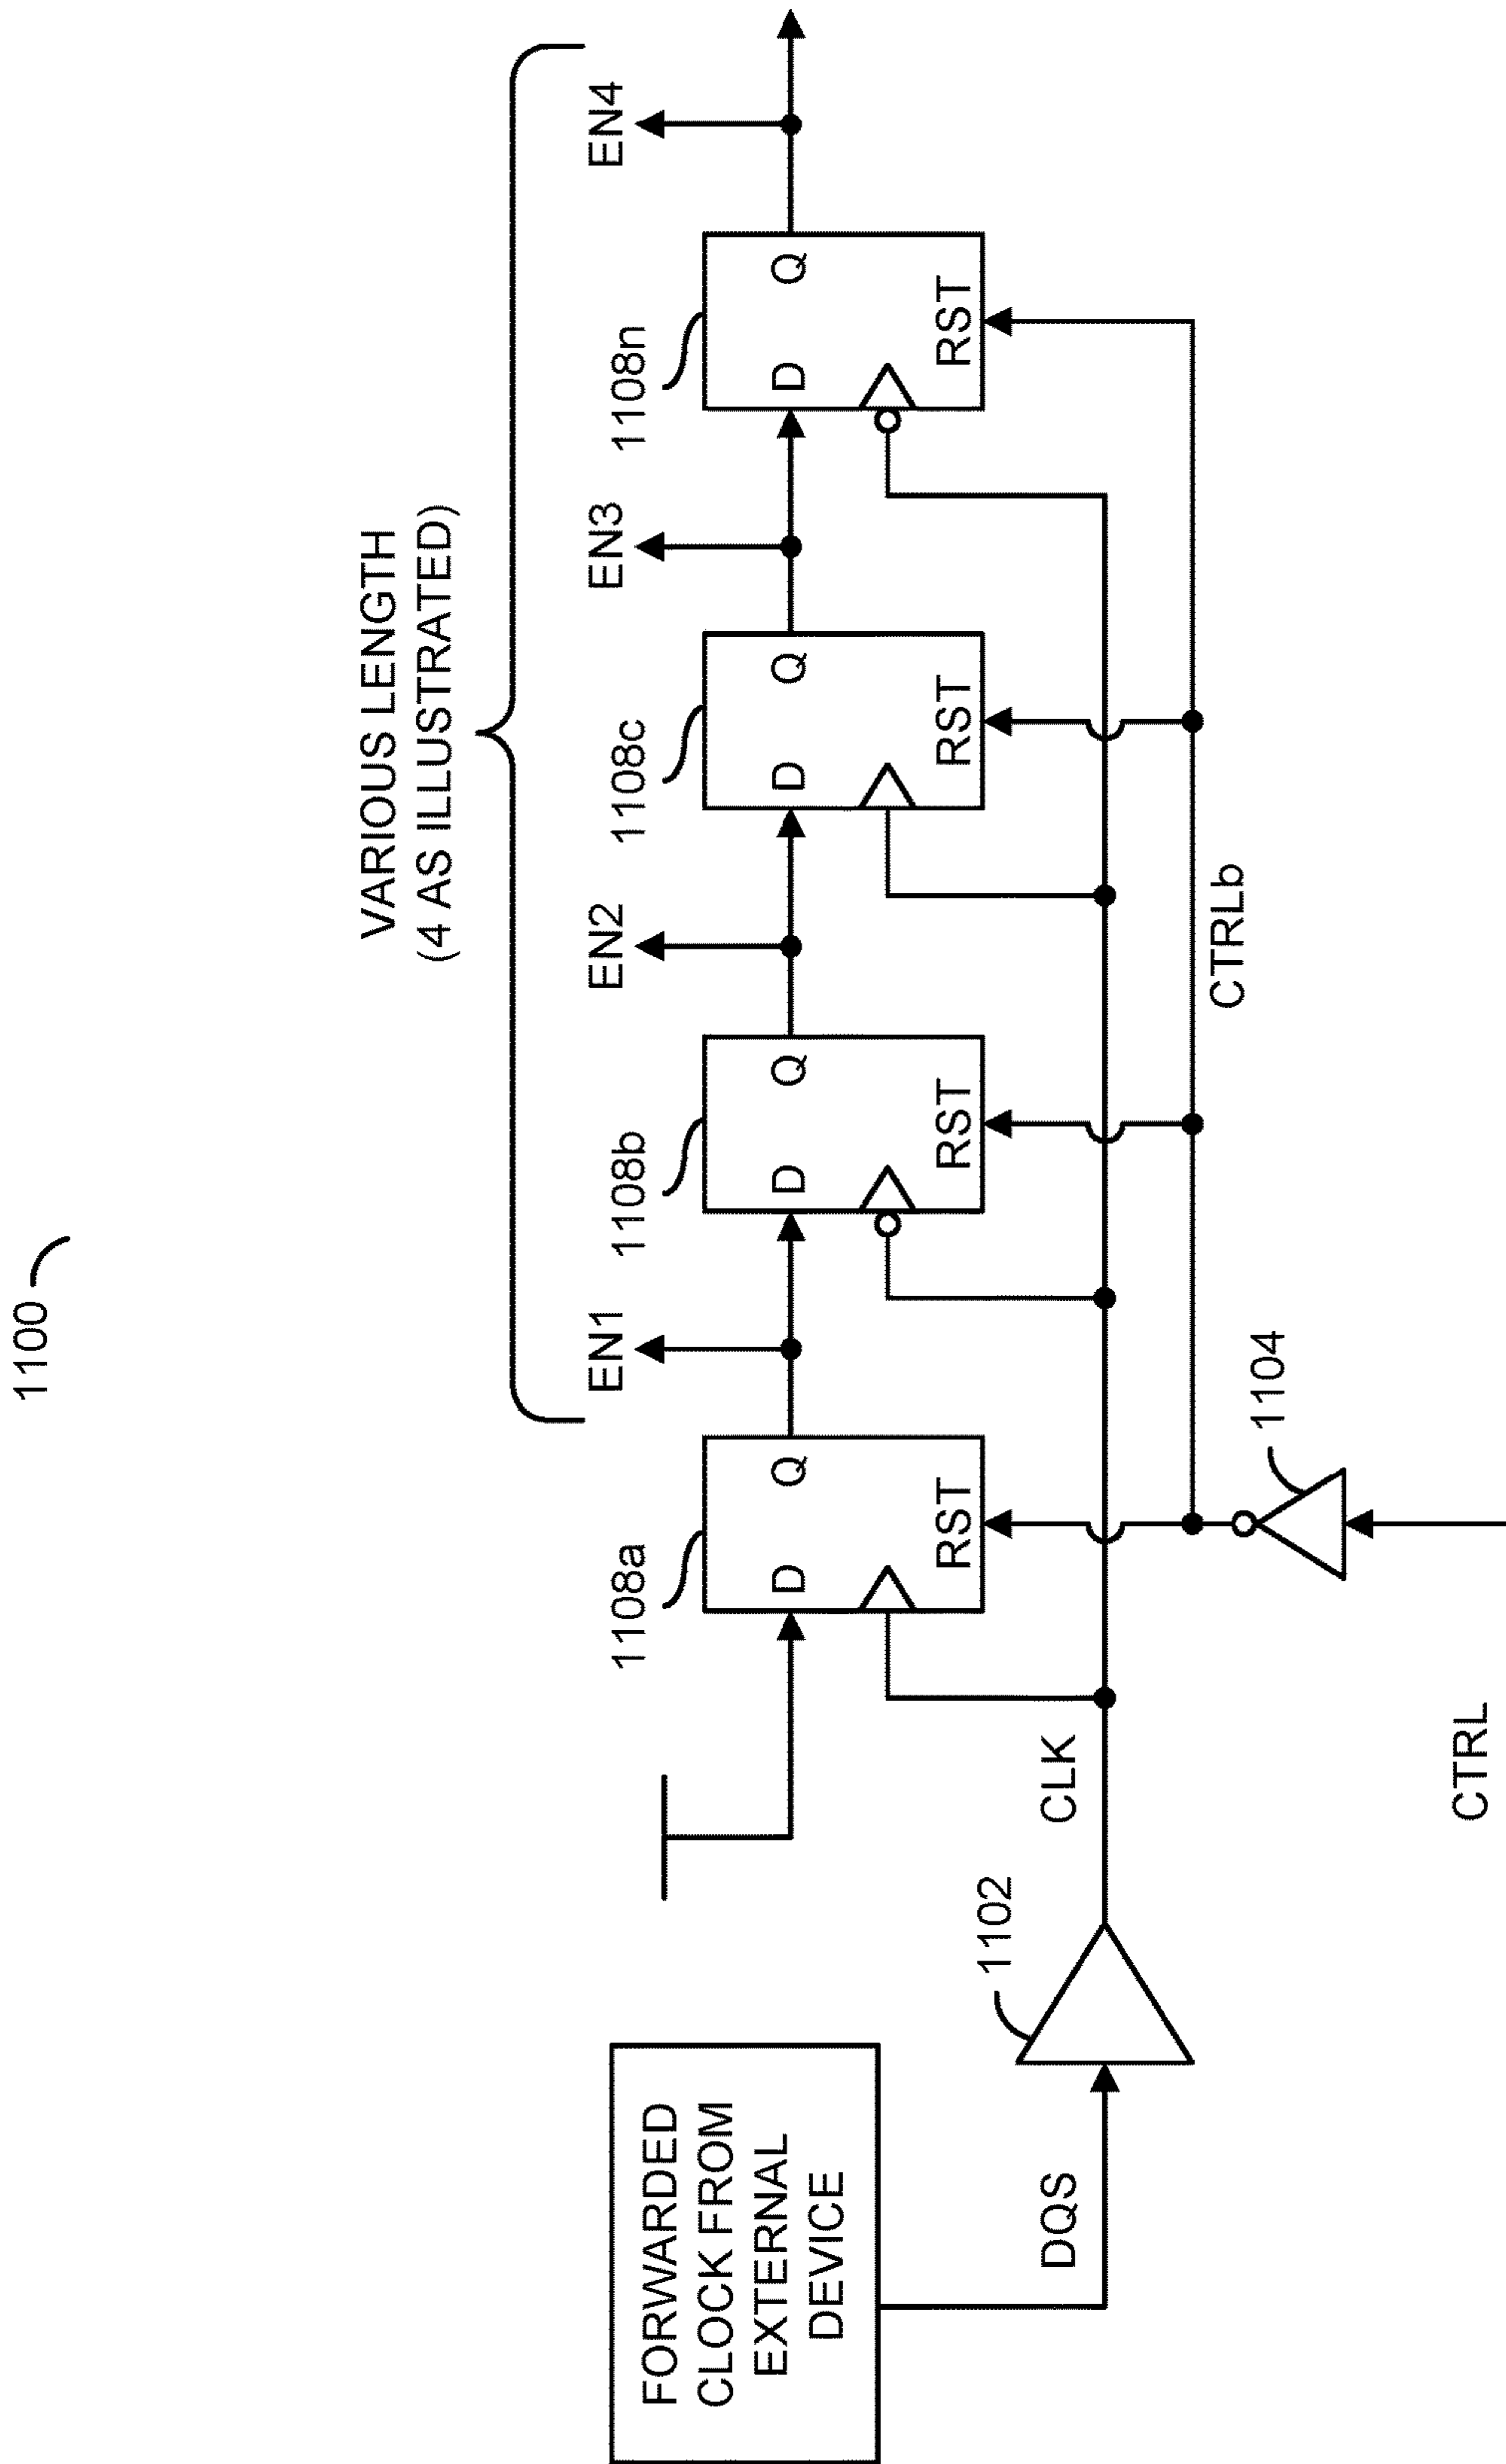 1100
VARIOUS LENGTH
(4 AS ILLUSTRATED)
EN1
EN2
EN3
EN4
1108a
1108b
1108c
1108n
D
Q
RST
D
Q
RST
D
Q
RST
D
Q
RST
FORWARDED
CLOCK FROM
EXTERNAL
DEVICE
DQS
1102
CLK
1104
CTRLb
CTRL